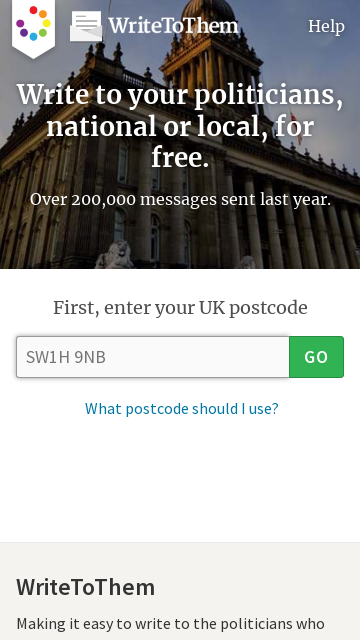 WriteToThem
Help
Write to your politicians,
national or local, for
free.
Over 200,000 messages sent last year.
First, enter your UK postcode
SW1H 9NB
GO
What postcode should I use?
WriteToThem
Making it easy to write to the politicians who